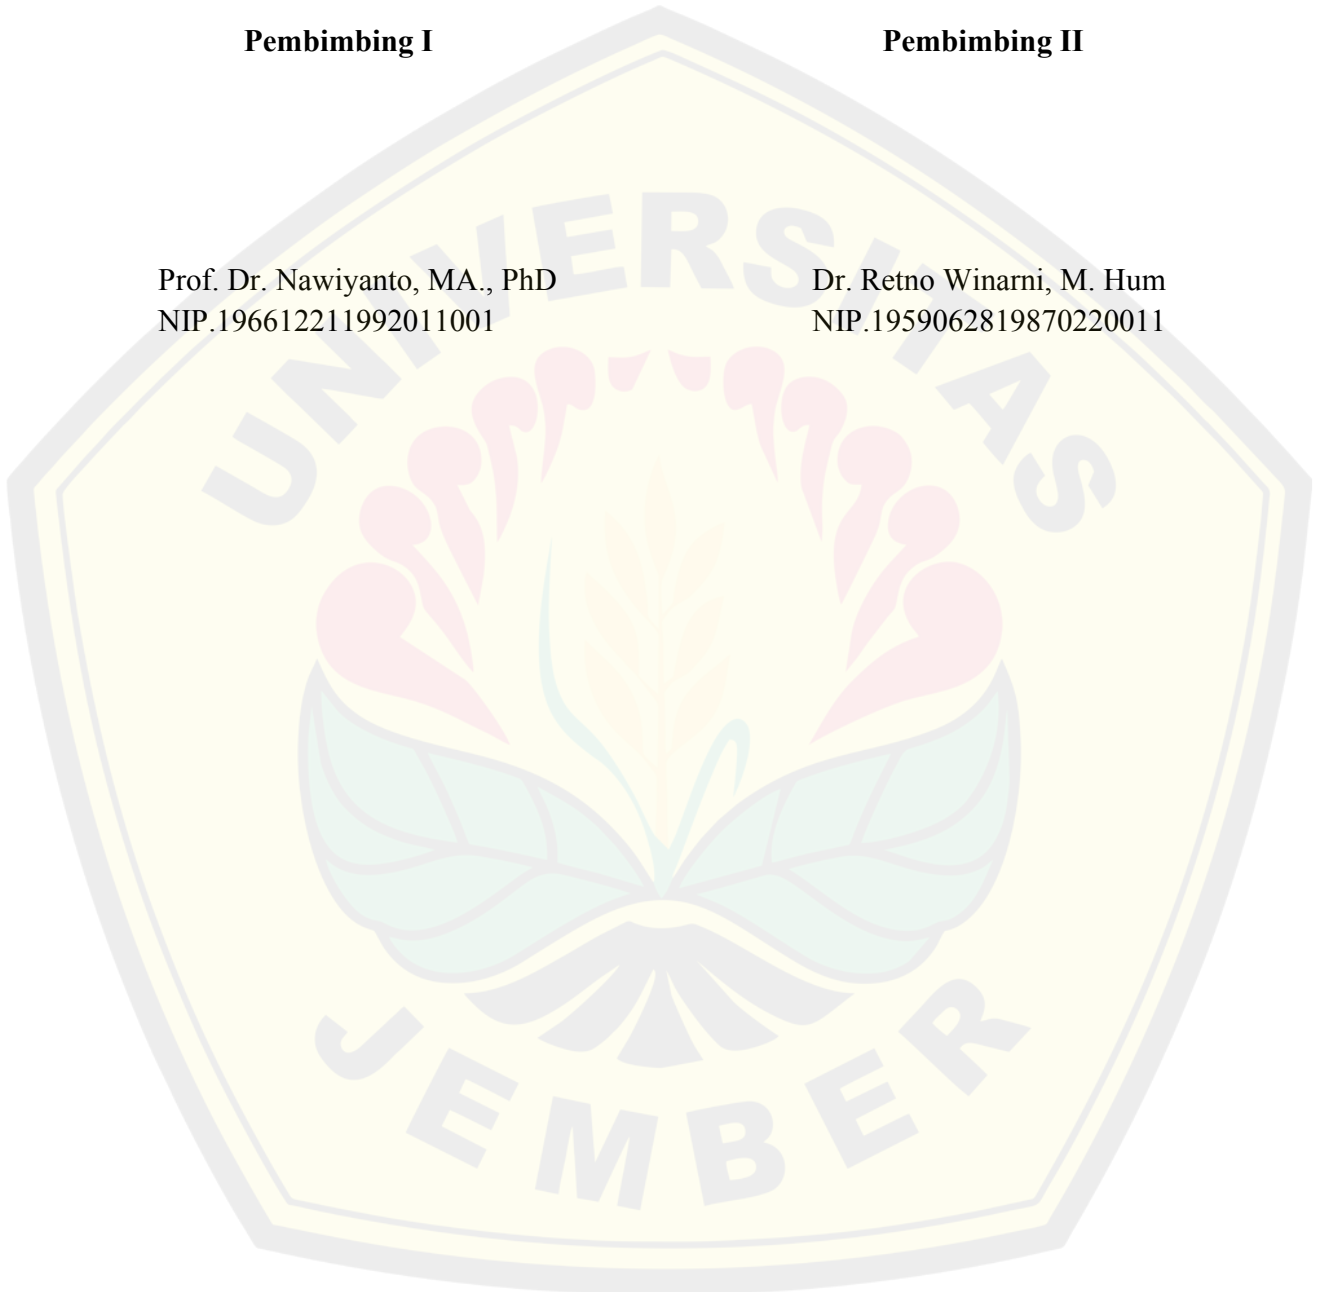 Pembimbing I
Pembimbing II
Prof. Dr. Nawiyanto, MA., PhD
NIP.196612211992011001
Dr. Retno Winarni, M. Hum
NIP.1959062819870220011
UNIVERSITAS
JEMBER